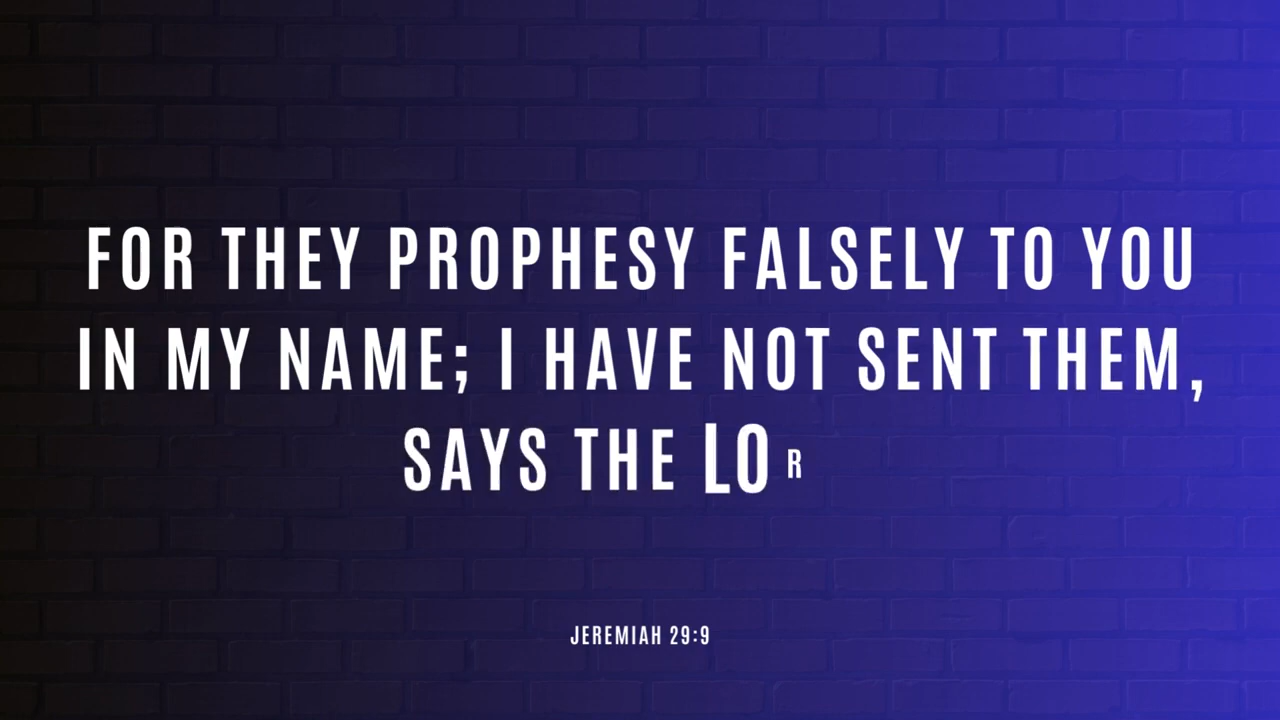 FOR THEY PROPHESY FALSELY TO YOU
IN MY NAME; I HAVE NOT SENT THEM,
SAYS THE LOR
JEREMIAH 29:9